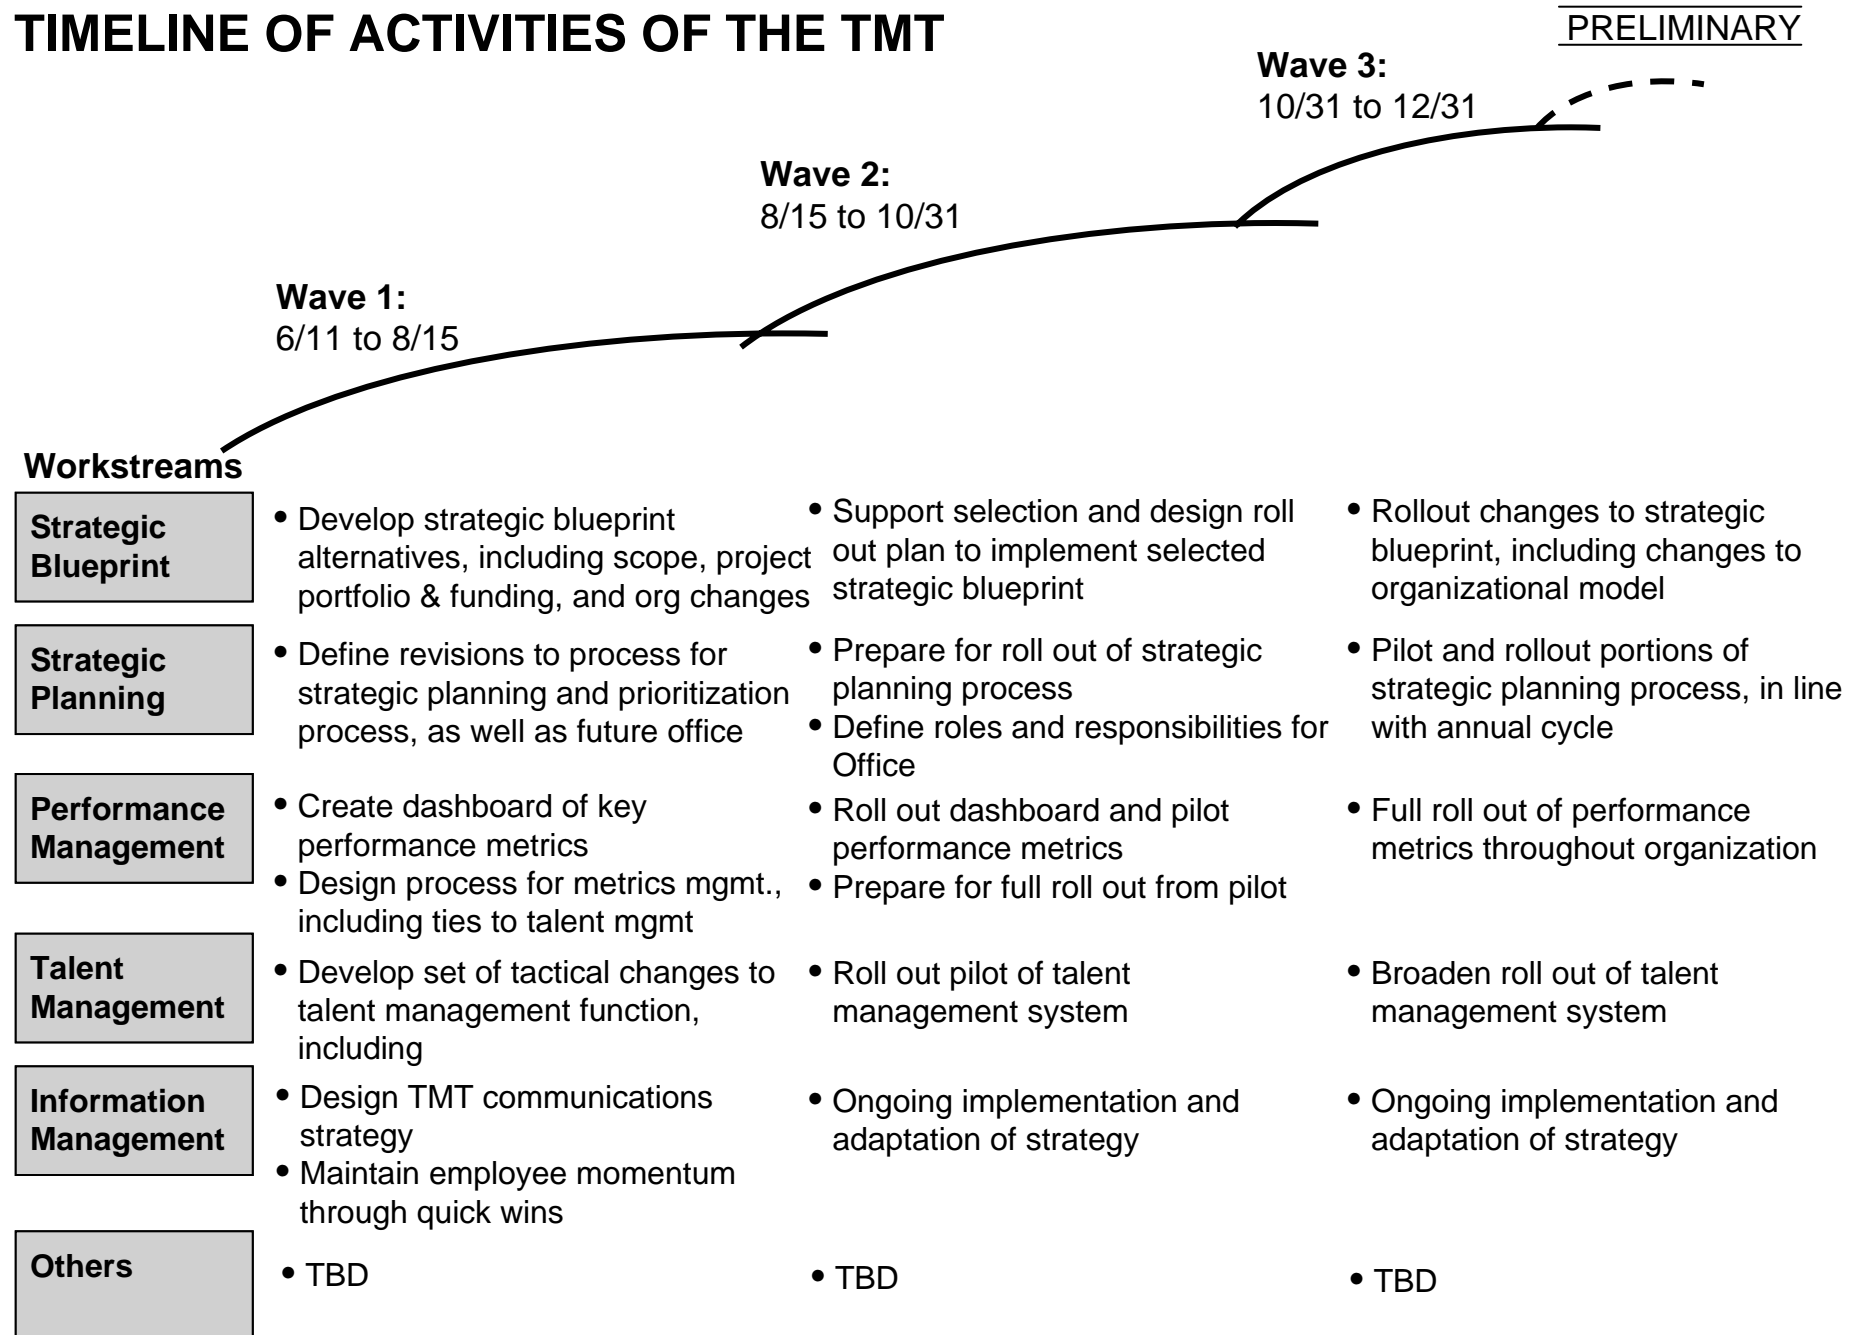 TIMELINE OF ACTIVITIES OF THE TMT
PRELIMINARY
Wave 3:
10/31 to 12/31
Wave 2:
8/15 to 10/31
Wave 1:
6/11 to 8/15
Workstreams
Strategic
Blueprint
• Develop strategic blueprint
alternatives, including scope, project
portfolio & funding, and org changes
• Support selection and design roll
out plan to implement selected
strategic blueprint
• Rollout changes to strategic
blueprint, including changes to
organizational model
Strategic
Planning
• Define revisions to process for
strategic planning and prioritization
process, as well as future office
• Prepare for roll out of strategic
planning process
• Define roles and responsibilities for
Office
• Pilot and rollout portions of
strategic planning process, in line
with annual cycle
Performance
Management
• Create dashboard of key
performance metrics
• Design process for metrics mgmt.,
including ties to talent mgmt
• Roll out dashboard and pilot
performance metrics
• Prepare for full roll out from pilot
• Full roll out of performance
metrics throughout organization
Talent
Management
• Develop set of tactical changes to
talent management function,
including
• Roll out pilot of talent
management system
• Broaden roll out of talent
management system
Information
Management
• Design TMT communications
strategy
• Maintain employee momentum
through quick wins
• Ongoing implementation and
adaptation of strategy
• Ongoing implementation and
adaptation of strategy
Others
• TBD
• TBD
• TBD